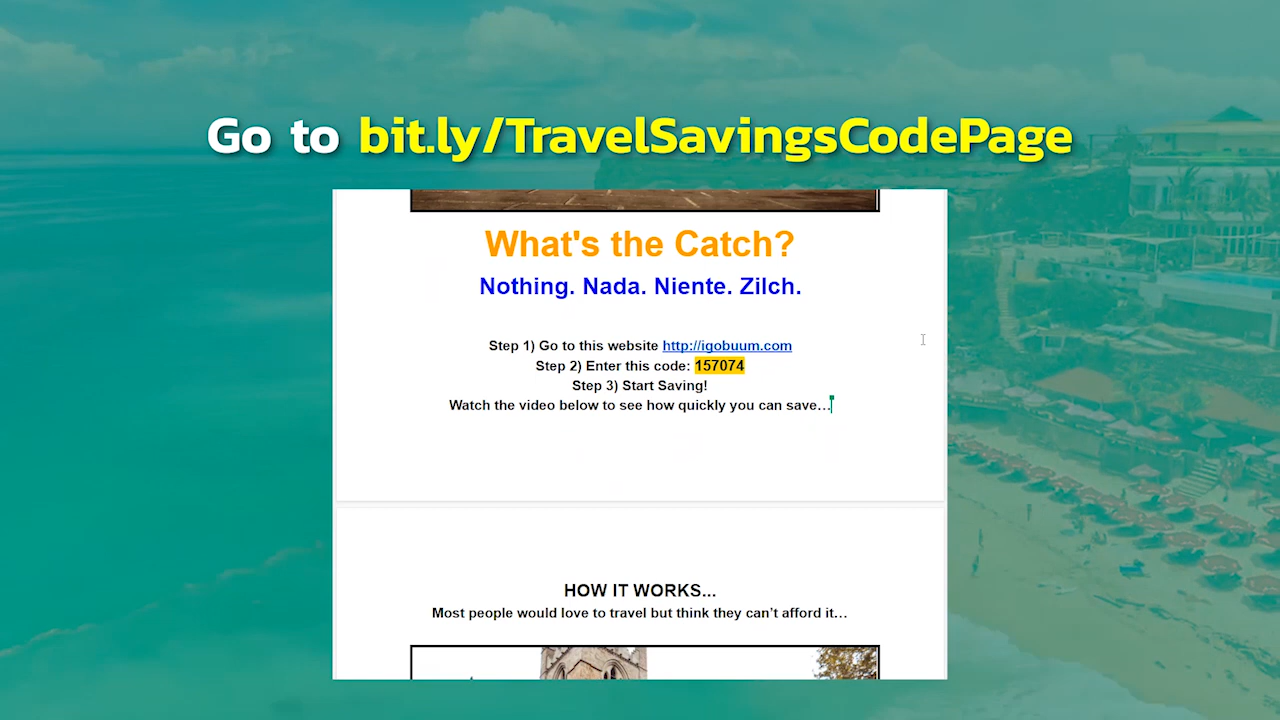 Go to bit.ly/TravelSavingsCodePage
What's the Catch?
Nothing. Nada. Niente. Zilch.
Step 1) Go to this website http://igobuum.com
Step 2) Enter this code: 157074
Step 3) Start Saving!
Watch the video below to see how quickly you can save...
HOW IT WORKS...
Most people would love to travel but think they can’t afford it...